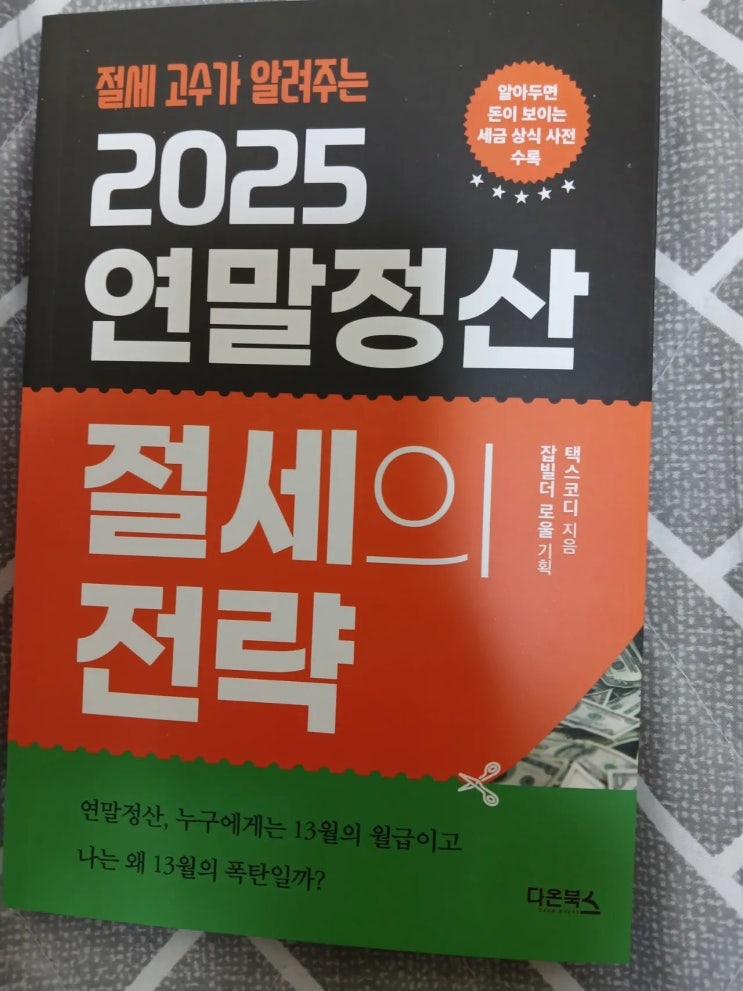 절세 고수가 알려주는
2025
연말정산
절세의
전략
알아두면
돈이 보이는
세금 상식 사전
수록
택스코디 지음
잡빌더 로울 기획
연말정산, 누구에게는 13월의 월급이고
나는 왜 13월의 폭탄일까?
다온북스
DAON BOOKS